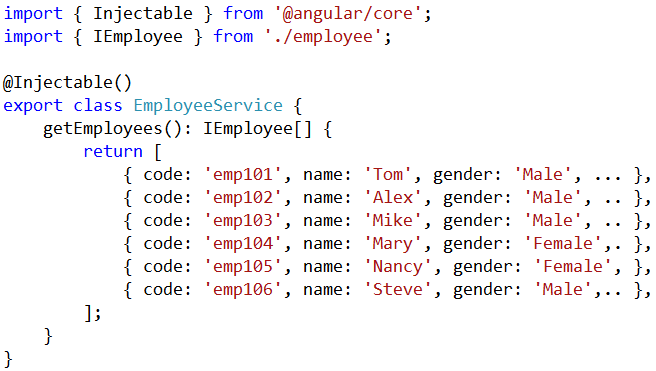 import { Injectable } from '@angular/core';
import { IEmployee } from './employee';
@Injectable()
export class EmployeeService {
    getEmployees(): IEmployee[] {
        return [
            { code: 'emp101', name: 'Tom', gender: 'Male', ... },
            { code: 'emp102', name: 'Alex', gender: 'Male', .. },
            { code: 'emp103', name: 'Mike', gender: 'Male', .. },
            { code: 'emp104', name: 'Mary', gender: 'Female',. },
            { code: 'emp105', name: 'Nancy', gender: 'Female', },
            { code: 'emp106', name: 'Steve', gender: 'Male',.. },
        ];
    }
}